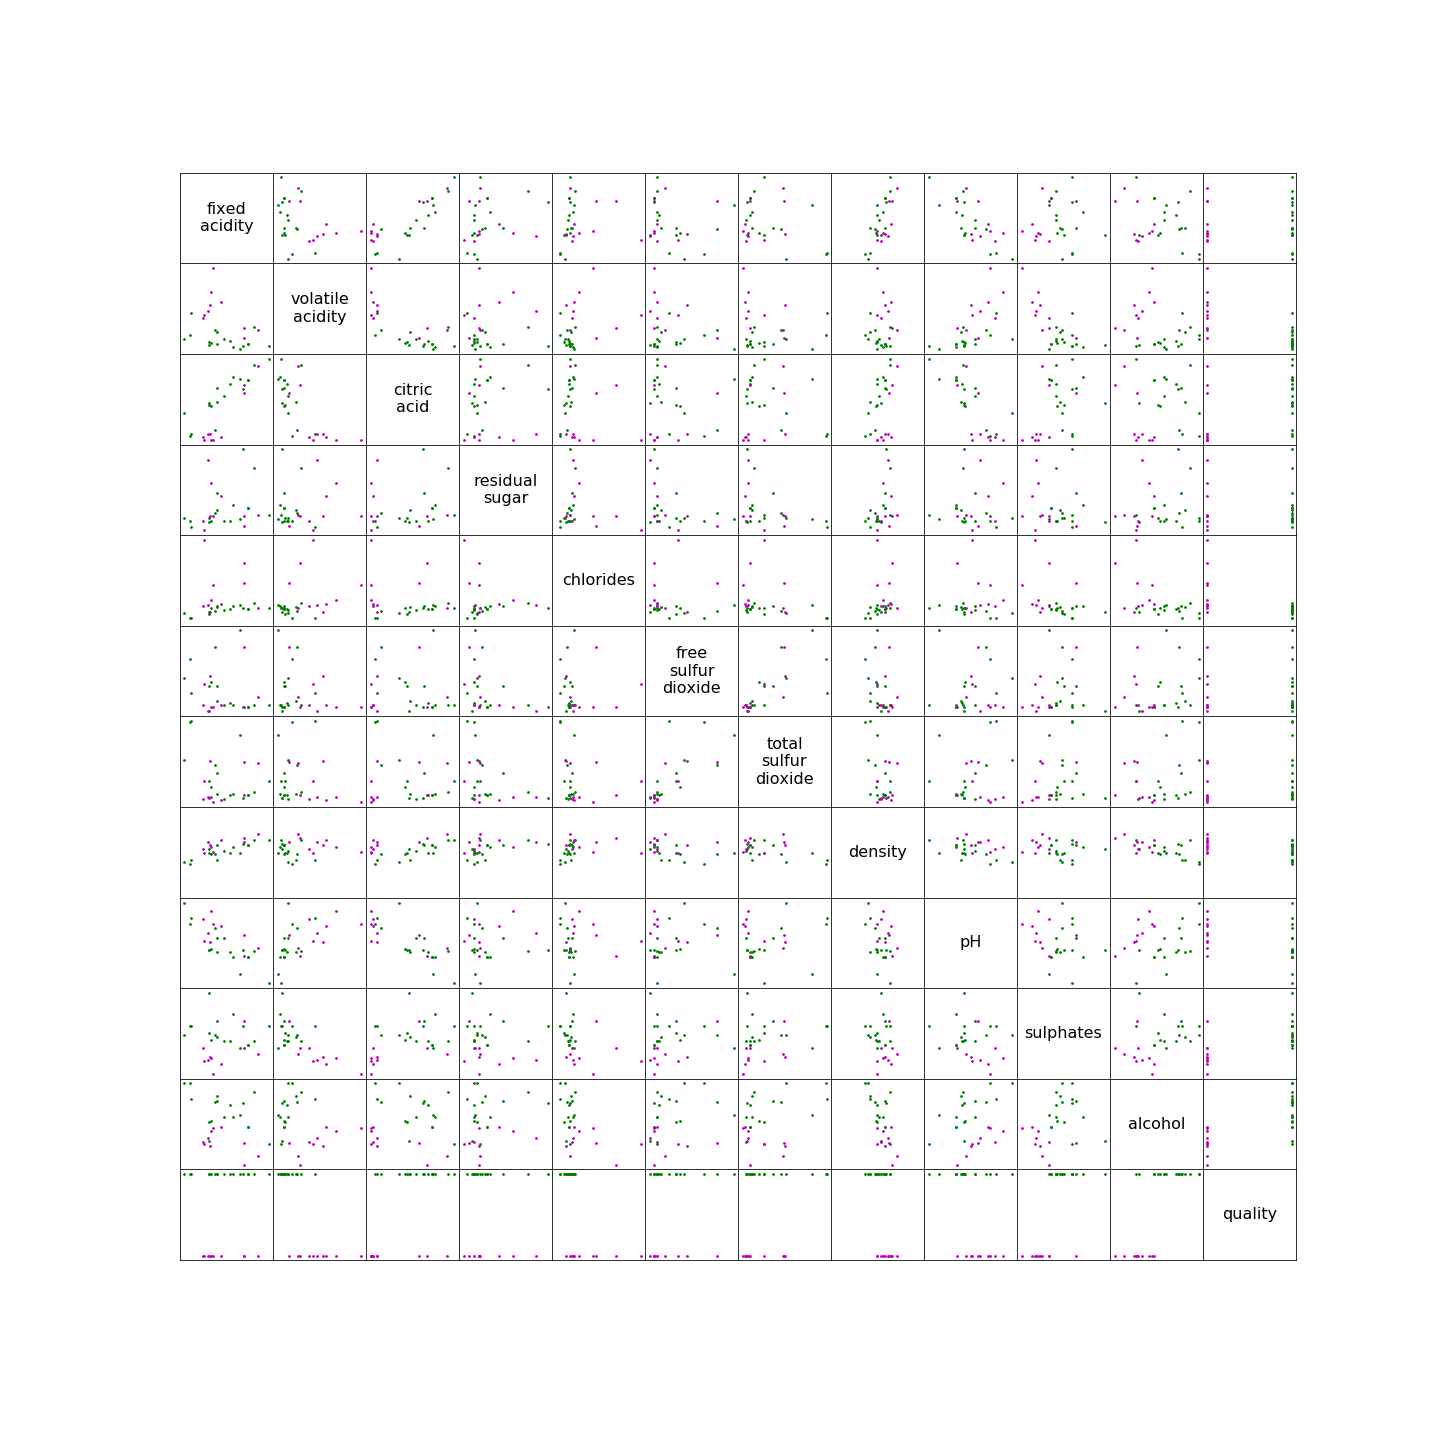 fixed
acidity
volatile
acidity
citric
acid
residual
sugar
chlorides
free
sulfur
dioxide
total
sulfur
dioxide
density
pH
sulphates
alcohol
quality